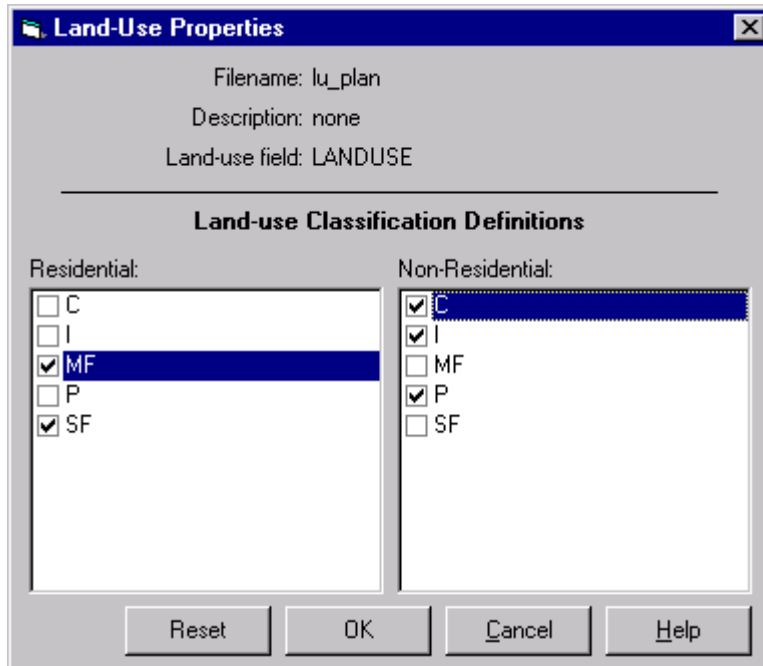 Land-Use Properties
Filename: lu_plan
Description: none
Land-use field: LANDUSE
Land-use Classification Definitions
Residential:
C
I
MF
P
SF
Non-Residential:
C
I
MF
P
SF
Reset OK Cancel Help